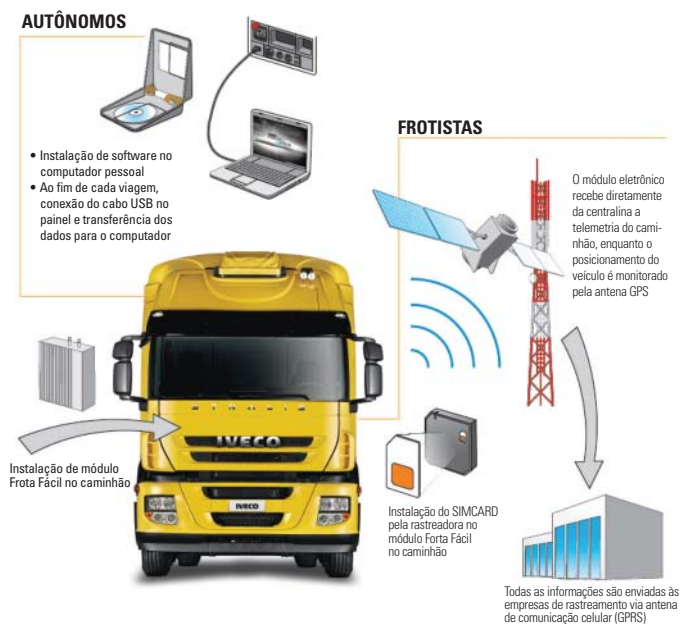 AUTÔNOMOS
• Instalação de software no
computador pessoal
• Ao fim de cada viagem,
conexão do cabo USB no
painel e transferência dos
dados para o computador
FROTISTAS
O módulo eletrônico
recebe diretamente
da centralina a
telemetria do cami-
nhão, enquanto o
posicionamento do
veículo é monitorado
pela antena GPS
Instalação de módulo
Frota Fácil no caminhão
STRALIS
IVECO
IVECO
Instalação do SIMCARD
pela rastreadora no
módulo Forta Fácil
no caminhão
Todas as informações são enviadas às
empresas de rastreamento via antena
de comunicação celular (GPRS)